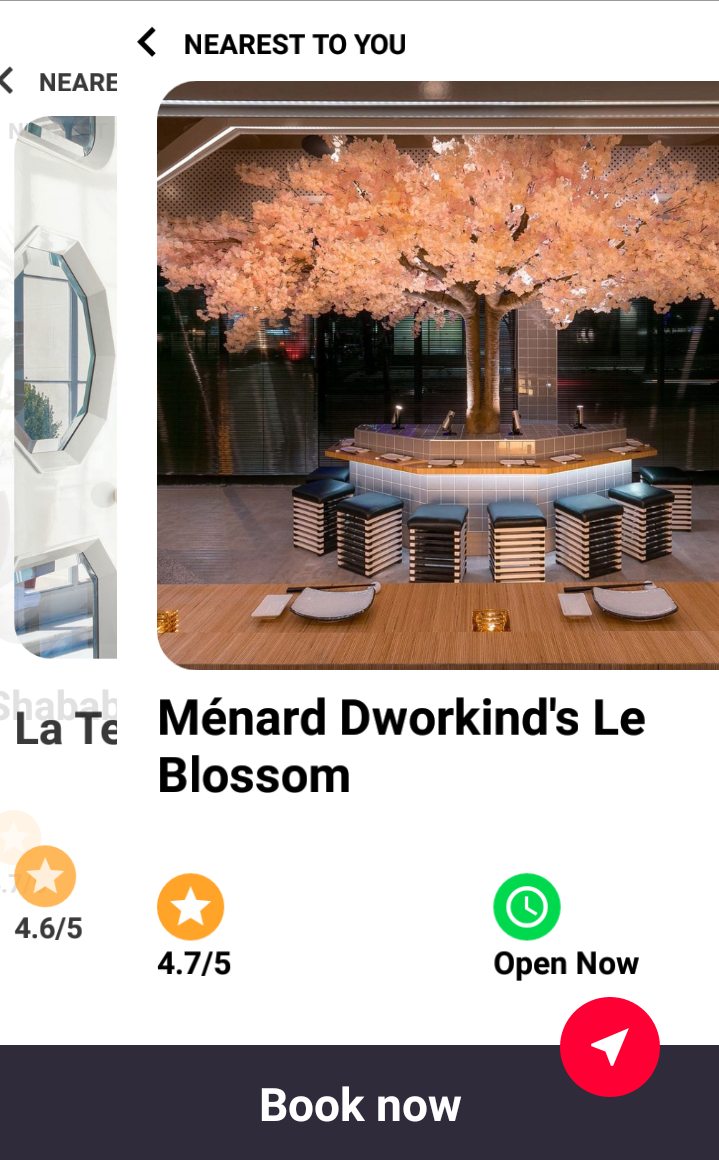 NEAREST TO YOU
NEARE
Ménard Dworkind's Le
Blossom
Shabab
La Te
4.6/5
4.7/5
Open Now
Book now